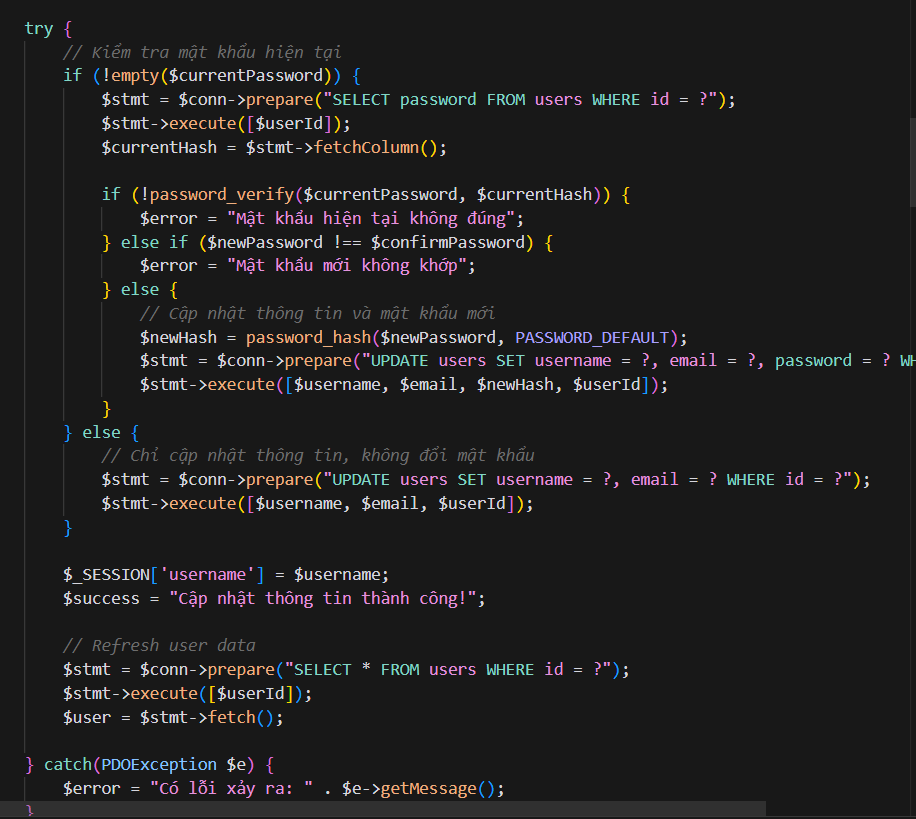 try {
    // Kiểm tra mật khẩu hiện tại
    if (!empty($currentPassword)) {
        $stmt = $conn->prepare("SELECT password FROM users WHERE id = ?");
        $stmt->execute([$userId]);
        $currentHash = $stmt->fetchColumn();

        if (!password_verify($currentPassword, $currentHash)) {
            $error = "Mật khẩu hiện tại không đúng";
        } else if ($newPassword !== $confirmPassword) {
            $error = "Mật khẩu mới không khớp";
        } else {
            // Cập nhật thông tin và mật khẩu mới
            $newHash = password_hash($newPassword, PASSWORD_DEFAULT);
            $stmt = $conn->prepare("UPDATE users SET username = ?, email = ?, password = ?
            $stmt->execute([$username, $email, $newHash, $userId]);
        }
    } else {
        // Chỉ cập nhật thông tin, không đổi mật khẩu
        $stmt = $conn->prepare("UPDATE users SET username = ?, email = ? WHERE id = ?");
        $stmt->execute([$username, $email, $userId]);
    }

    $_SESSION['username'] = $username;
    $success = "Cập nhật thông tin thành công!";

    // Refresh user data
    $stmt = $conn->prepare("SELECT * FROM users WHERE id = ?");
    $stmt->execute([$userId]);
    $user = $stmt->fetch();

} catch(PDOException $e) {
    $error = "Có lỗi xảy ra: " . $e->getMessage();
}